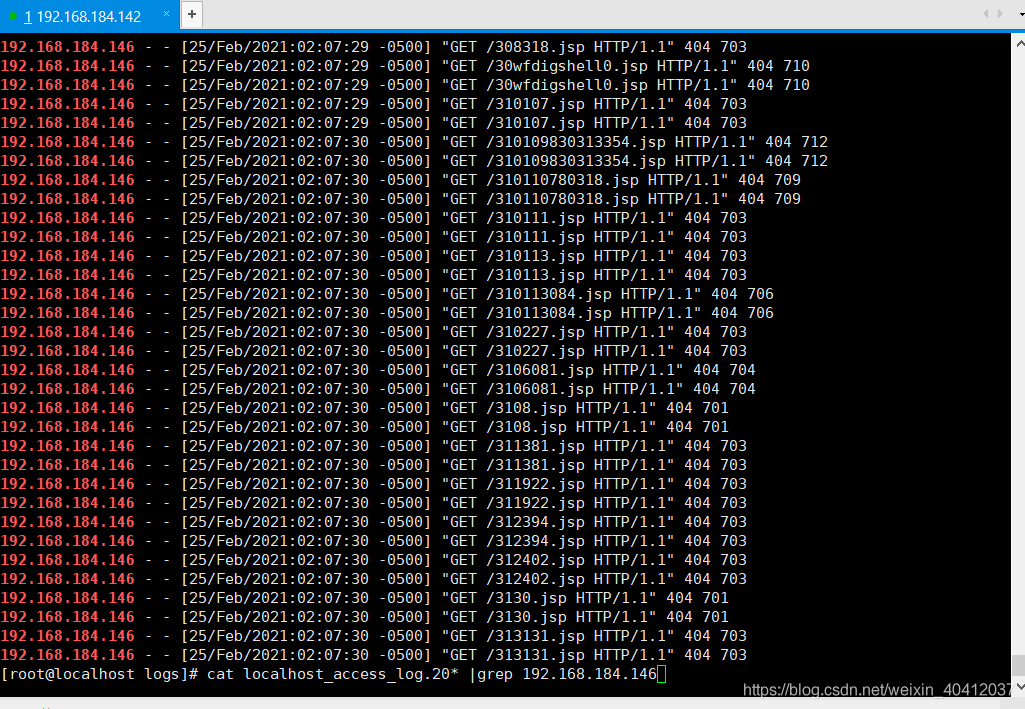 1 192.168.184.142 × +
192.168.184.146 - - [25/Feb/2021:02:07:29 -0500] "GET /308318.jsp HTTP/1.1" 404 703
192.168.184.146 - - [25/Feb/2021:02:07:29 -0500] "GET /30wfdigshell0.jsp HTTP/1.1" 404 710
192.168.184.146 - - [25/Feb/2021:02:07:29 -0500] "GET /30wfdigshell0.jsp HTTP/1.1" 404 710
192.168.184.146 - - [25/Feb/2021:02:07:29 -0500] "GET /310107.jsp HTTP/1.1" 404 703
192.168.184.146 - - [25/Feb/2021:02:07:29 -0500] "GET /310107.jsp HTTP/1.1" 404 703
192.168.184.146 - - [25/Feb/2021:02:07:30 -0500] "GET /310109830313354.jsp HTTP/1.1" 404 712
192.168.184.146 - - [25/Feb/2021:02:07:30 -0500] "GET /310109830313354.jsp HTTP/1.1" 404 712
192.168.184.146 - - [25/Feb/2021:02:07:30 -0500] "GET /310110780318.jsp HTTP/1.1" 404 709
192.168.184.146 - - [25/Feb/2021:02:07:30 -0500] "GET /310110780318.jsp HTTP/1.1" 404 709
192.168.184.146 - - [25/Feb/2021:02:07:30 -0500] "GET /310111.jsp HTTP/1.1" 404 703
192.168.184.146 - - [25/Feb/2021:02:07:30 -0500] "GET /310111.jsp HTTP/1.1" 404 703
192.168.184.146 - - [25/Feb/2021:02:07:30 -0500] "GET /310113.jsp HTTP/1.1" 404 703
192.168.184.146 - - [25/Feb/2021:02:07:30 -0500] "GET /310113.jsp HTTP/1.1" 404 703
192.168.184.146 - - [25/Feb/2021:02:07:30 -0500] "GET /310113084.jsp HTTP/1.1" 404 706
192.168.184.146 - - [25/Feb/2021:02:07:30 -0500] "GET /310113084.jsp HTTP/1.1" 404 706
192.168.184.146 - - [25/Feb/2021:02:07:30 -0500] "GET /310227.jsp HTTP/1.1" 404 703
192.168.184.146 - - [25/Feb/2021:02:07:30 -0500] "GET /310227.jsp HTTP/1.1" 404 703
192.168.184.146 - - [25/Feb/2021:02:07:30 -0500] "GET /3106081.jsp HTTP/1.1" 404 704
192.168.184.146 - - [25/Feb/2021:02:07:30 -0500] "GET /3106081.jsp HTTP/1.1" 404 704
192.168.184.146 - - [25/Feb/2021:02:07:30 -0500] "GET /3108.jsp HTTP/1.1" 404 701
192.168.184.146 - - [25/Feb/2021:02:07:30 -0500] "GET /3108.jsp HTTP/1.1" 404 701
192.168.184.146 - - [25/Feb/2021:02:07:30 -0500] "GET /311381.jsp HTTP/1.1" 404 703
192.168.184.146 - - [25/Feb/2021:02:07:30 -0500] "GET /311381.jsp HTTP/1.1" 404 703
192.168.184.146 - - [25/Feb/2021:02:07:30 -0500] "GET /311922.jsp HTTP/1.1" 404 703
192.168.184.146 - - [25/Feb/2021:02:07:30 -0500] "GET /311922.jsp HTTP/1.1" 404 703
192.168.184.146 - - [25/Feb/2021:02:07:30 -0500] "GET /312394.jsp HTTP/1.1" 404 703
192.168.184.146 - - [25/Feb/2021:02:07:30 -0500] "GET /312394.jsp HTTP/1.1" 404 703
192.168.184.146 - - [25/Feb/2021:02:07:30 -0500] "GET /312402.jsp HTTP/1.1" 404 703
192.168.184.146 - - [25/Feb/2021:02:07:30 -0500] "GET /312402.jsp HTTP/1.1" 404 703
192.168.184.146 - - [25/Feb/2021:02:07:30 -0500] "GET /3130.jsp HTTP/1.1" 404 701
192.168.184.146 - - [25/Feb/2021:02:07:30 -0500] "GET /3130.jsp HTTP/1.1" 404 701
192.168.184.146 - - [25/Feb/2021:02:07:30 -0500] "GET /313131.jsp HTTP/1.1" 404 703
192.168.184.146 - - [25/Feb/2021:02:07:30 -0500] "GET /313131.jsp HTTP/1.1" 404 703
[root@localhost logs]# cat localhost_access_log.20* |grep 192.168.184.146
https://blog.csdn.net/weixin_40412037